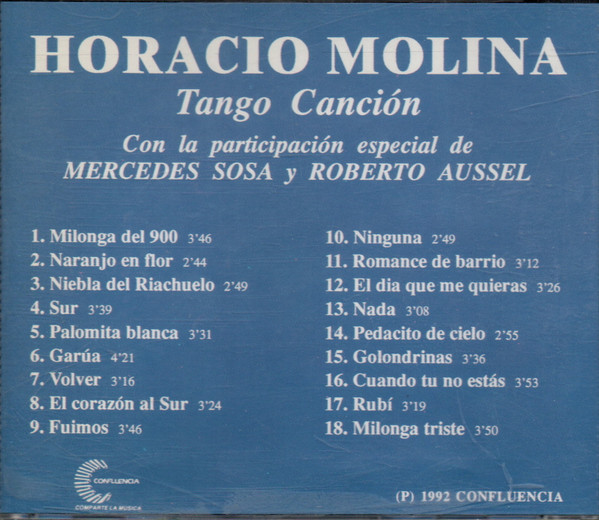 HORACIO MOLINA
Tango Canción
Con la participación especial de
MERCEDES SOSA y ROBERTO AUSSEL
1. Milonga del 900 3'46
2. Naranjo en flor 2'44
3. Niebla del Riachuelo 2'49
4. Sur 3'39
5. Palomita blanca 3'31
6. Garúa 4'21
7. Volver 3'16
8. El corazón al Sur 3'24
9. Fuimos 3'46
10. Ninguna 2'49
11. Romance de barrio 3'12
12. El dia que me quieras 3'26
13. Nada 3'08
14. Pedacito de cielo 2'55
15. Golondrinas 3'36
16. Cuando tu no estás 3'53
17. Rubí 3'19
18. Milonga triste 3'50
CONFLUENCIA
COMPARTE LA MUSICA
(P) 1992 CONFLUENCIA